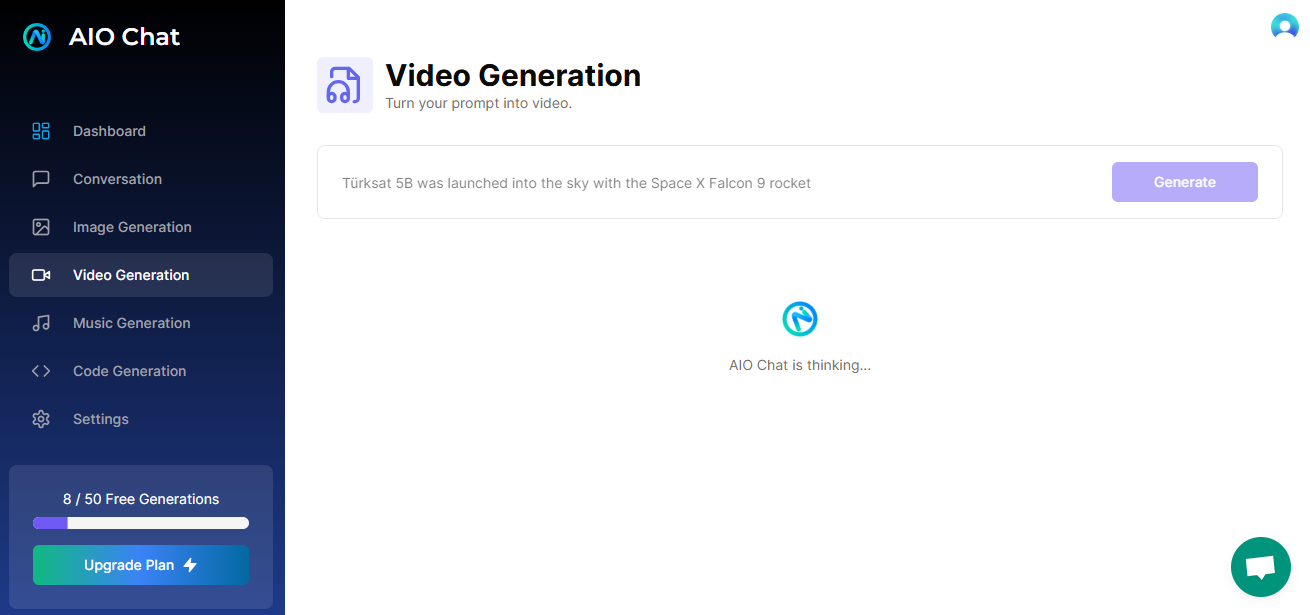 AIO Chat
Dashboard
Conversation
Image Generation
Video Generation
Music Generation
Code Generation
Settings
8 / 50 Free Generations
Upgrade Plan
Video Generation
Turn your prompt into video.
Türksat 5B was launched into the sky with the Space X Falcon 9 rocket
Generate
AIO Chat is thinking...